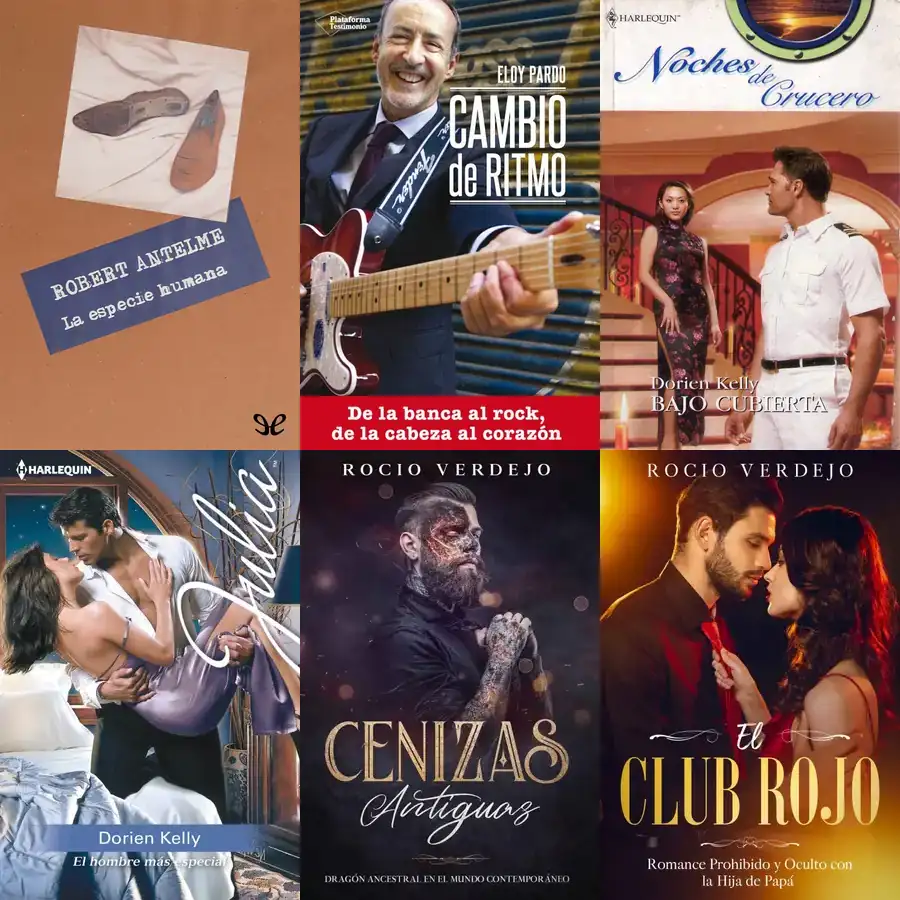 ROBERT ANTELME
La especie humana
Plataforma
Testimonio
ELOY PARDO
CAMBIO
de RITMO
Fender
De la banca al rock,
de la cabeza al corazón
HARLEQUIN™
Noches de
Crucero
Dorien Kelly
BAJO CUBIERTA
HARLEQUIN
Julia
Dorien Kelly
El hombre más especial
ROCIO VERDEJO
CENIZAS
Antiguas
DRAGÓN ANCESTRAL EN EL MUNDO CONTEMPORÁNEO
ROCIO VERDEJO
El
CLUB ROJO
Romance Prohibido y Oculto con
la Hija de Papá